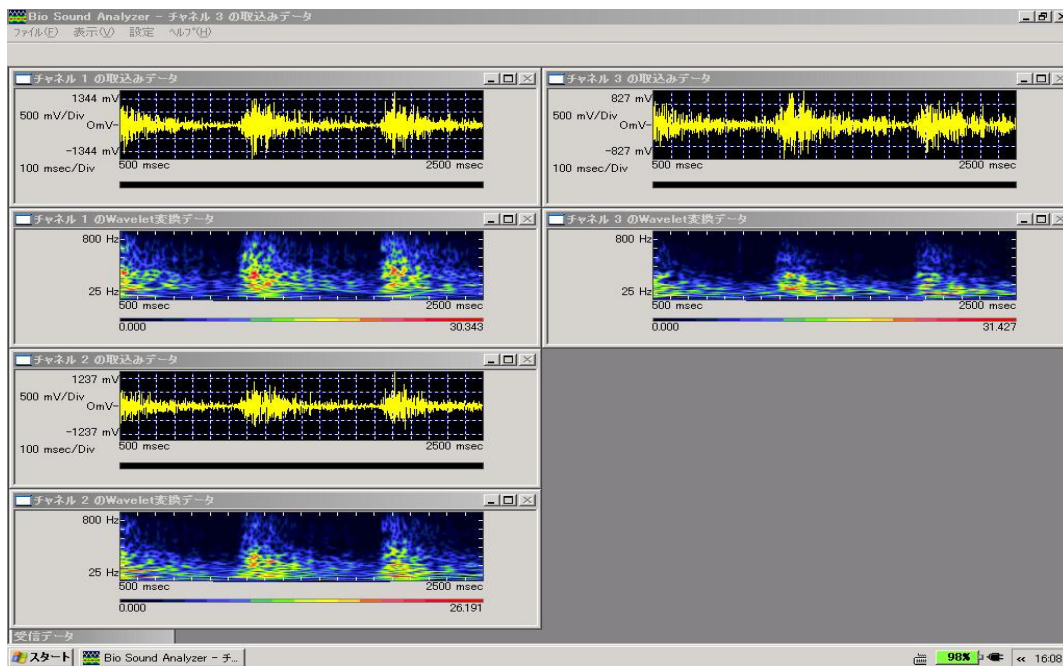 Bio Sound Analyzer - チャネル 3 の取込みデータ
ファイル(F) 表示(V) 設定 ヘルプ(H)
チャネル 1 の取込みデータ
1344 mV
500 mV/Div
0mV-
-1344 mV
500 msec
2500 msec
100 msec/Div
チャネル 3 の取込みデータ
827 mV
500 mV/Div
0mV-
-827 mV
500 msec
2500 msec
100 msec/Div
チャネル 1 のWavelet変換データ
800 Hz
25 Hz
500 msec
2500 msec
0.000
30.343
チャネル 3 のWavelet変換データ
800 Hz
25 Hz
500 msec
2500 msec
0.000
31.427
チャネル 2 の取込みデータ
1237 mV
500 mV/Div
0mV-
-1237 mV
500 msec
2500 msec
100 msec/Div
チャネル 2 のWavelet変換データ
800 Hz
25 Hz
500 msec
2500 msec
0.000
26.191
受信データ
スタート
Bio Sound Analyzer - チ...
98%
« 16:08